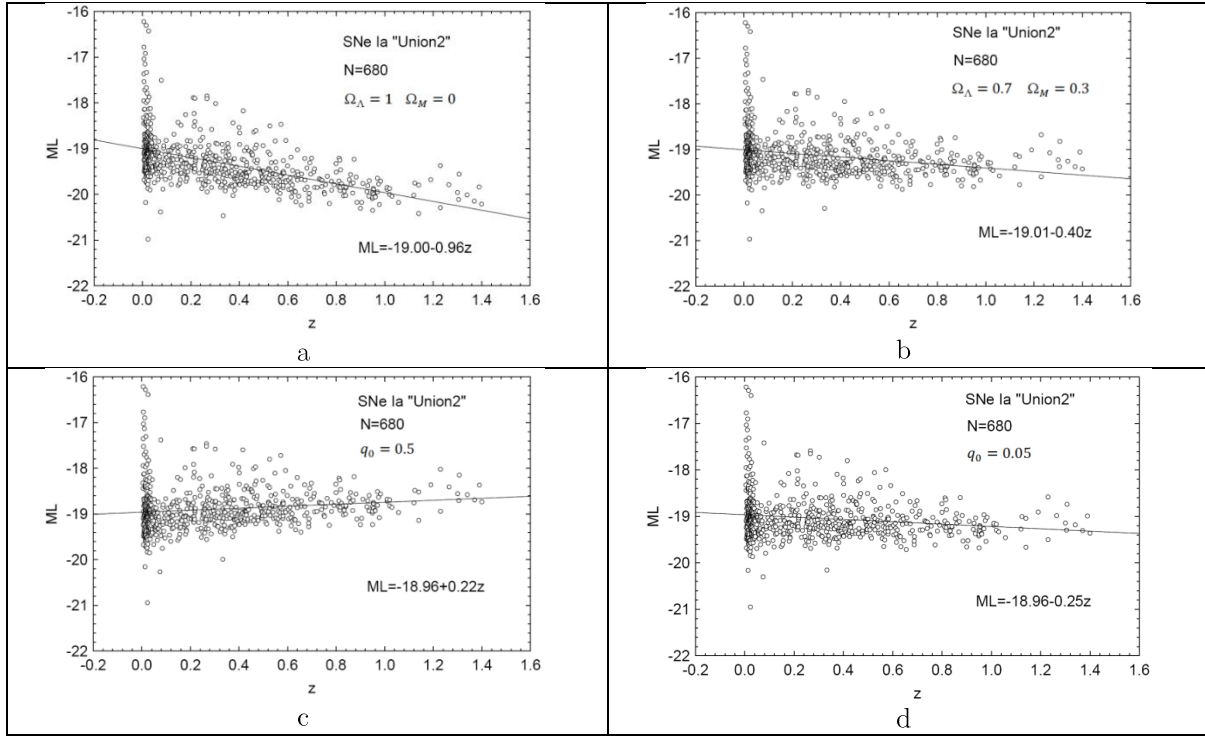 -16
-17
-18
-19
-20
-21
-22
ML
SNe Ia "Union2"
N=680
Ω_Λ = 1 Ω_M = 0
ML=-19.00-0.96z
-0.2 0.0 0.2 0.4 0.6 0.8 1.0 1.2 1.4 1.6
z
a
-16
-17
-18
-19
-20
-21
-22
ML
SNe Ia "Union2"
N=680
Ω_Λ = 0.7 Ω_M = 0.3
ML=-19.01-0.40z
-0.2 0.0 0.2 0.4 0.6 0.8 1.0 1.2 1.4 1.6
z
b
-16
-17
-18
-19
-20
-21
-22
ML
SNe Ia "Union2"
N=680
q_0 = 0.5
ML=-18.96+0.22z
-0.2 0.0 0.2 0.4 0.6 0.8 1.0 1.2 1.4 1.6
z
c
-16
-17
-18
-19
-20
-21
-22
ML
SNe Ia "Union2"
N=680
q_0 = 0.05
ML=-18.96-0.25z
-0.2 0.0 0.2 0.4 0.6 0.8 1.0 1.2 1.4 1.6
z
d